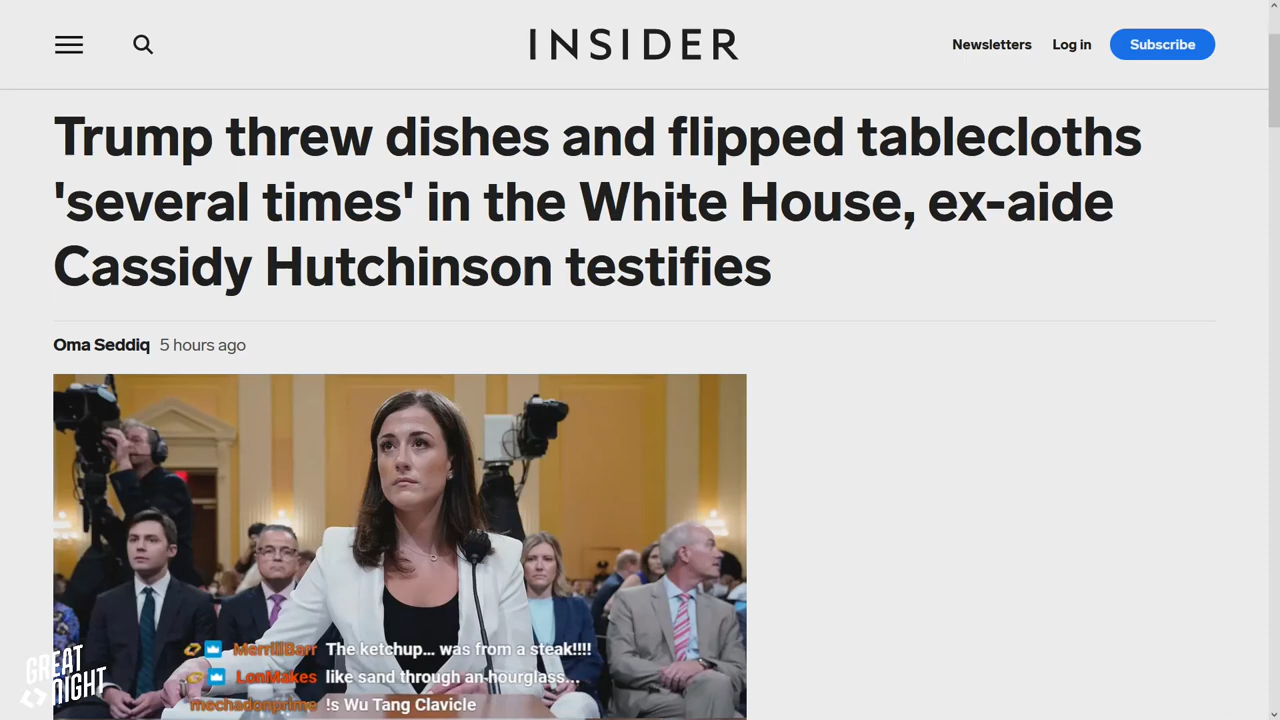 INSIDER
Newsletters Log in Subscribe
Trump threw dishes and flipped tablecloths
'several times' in the White House, ex-aide
Cassidy Hutchinson testifies
Oma Seddiq 5 hours ago
MerrillBarr The ketchup... was from a steak!!!!
LonMakes like sand through an hourglass...
mechadonprime !s Wu Tang Clavicle
GREAT
NIGHT